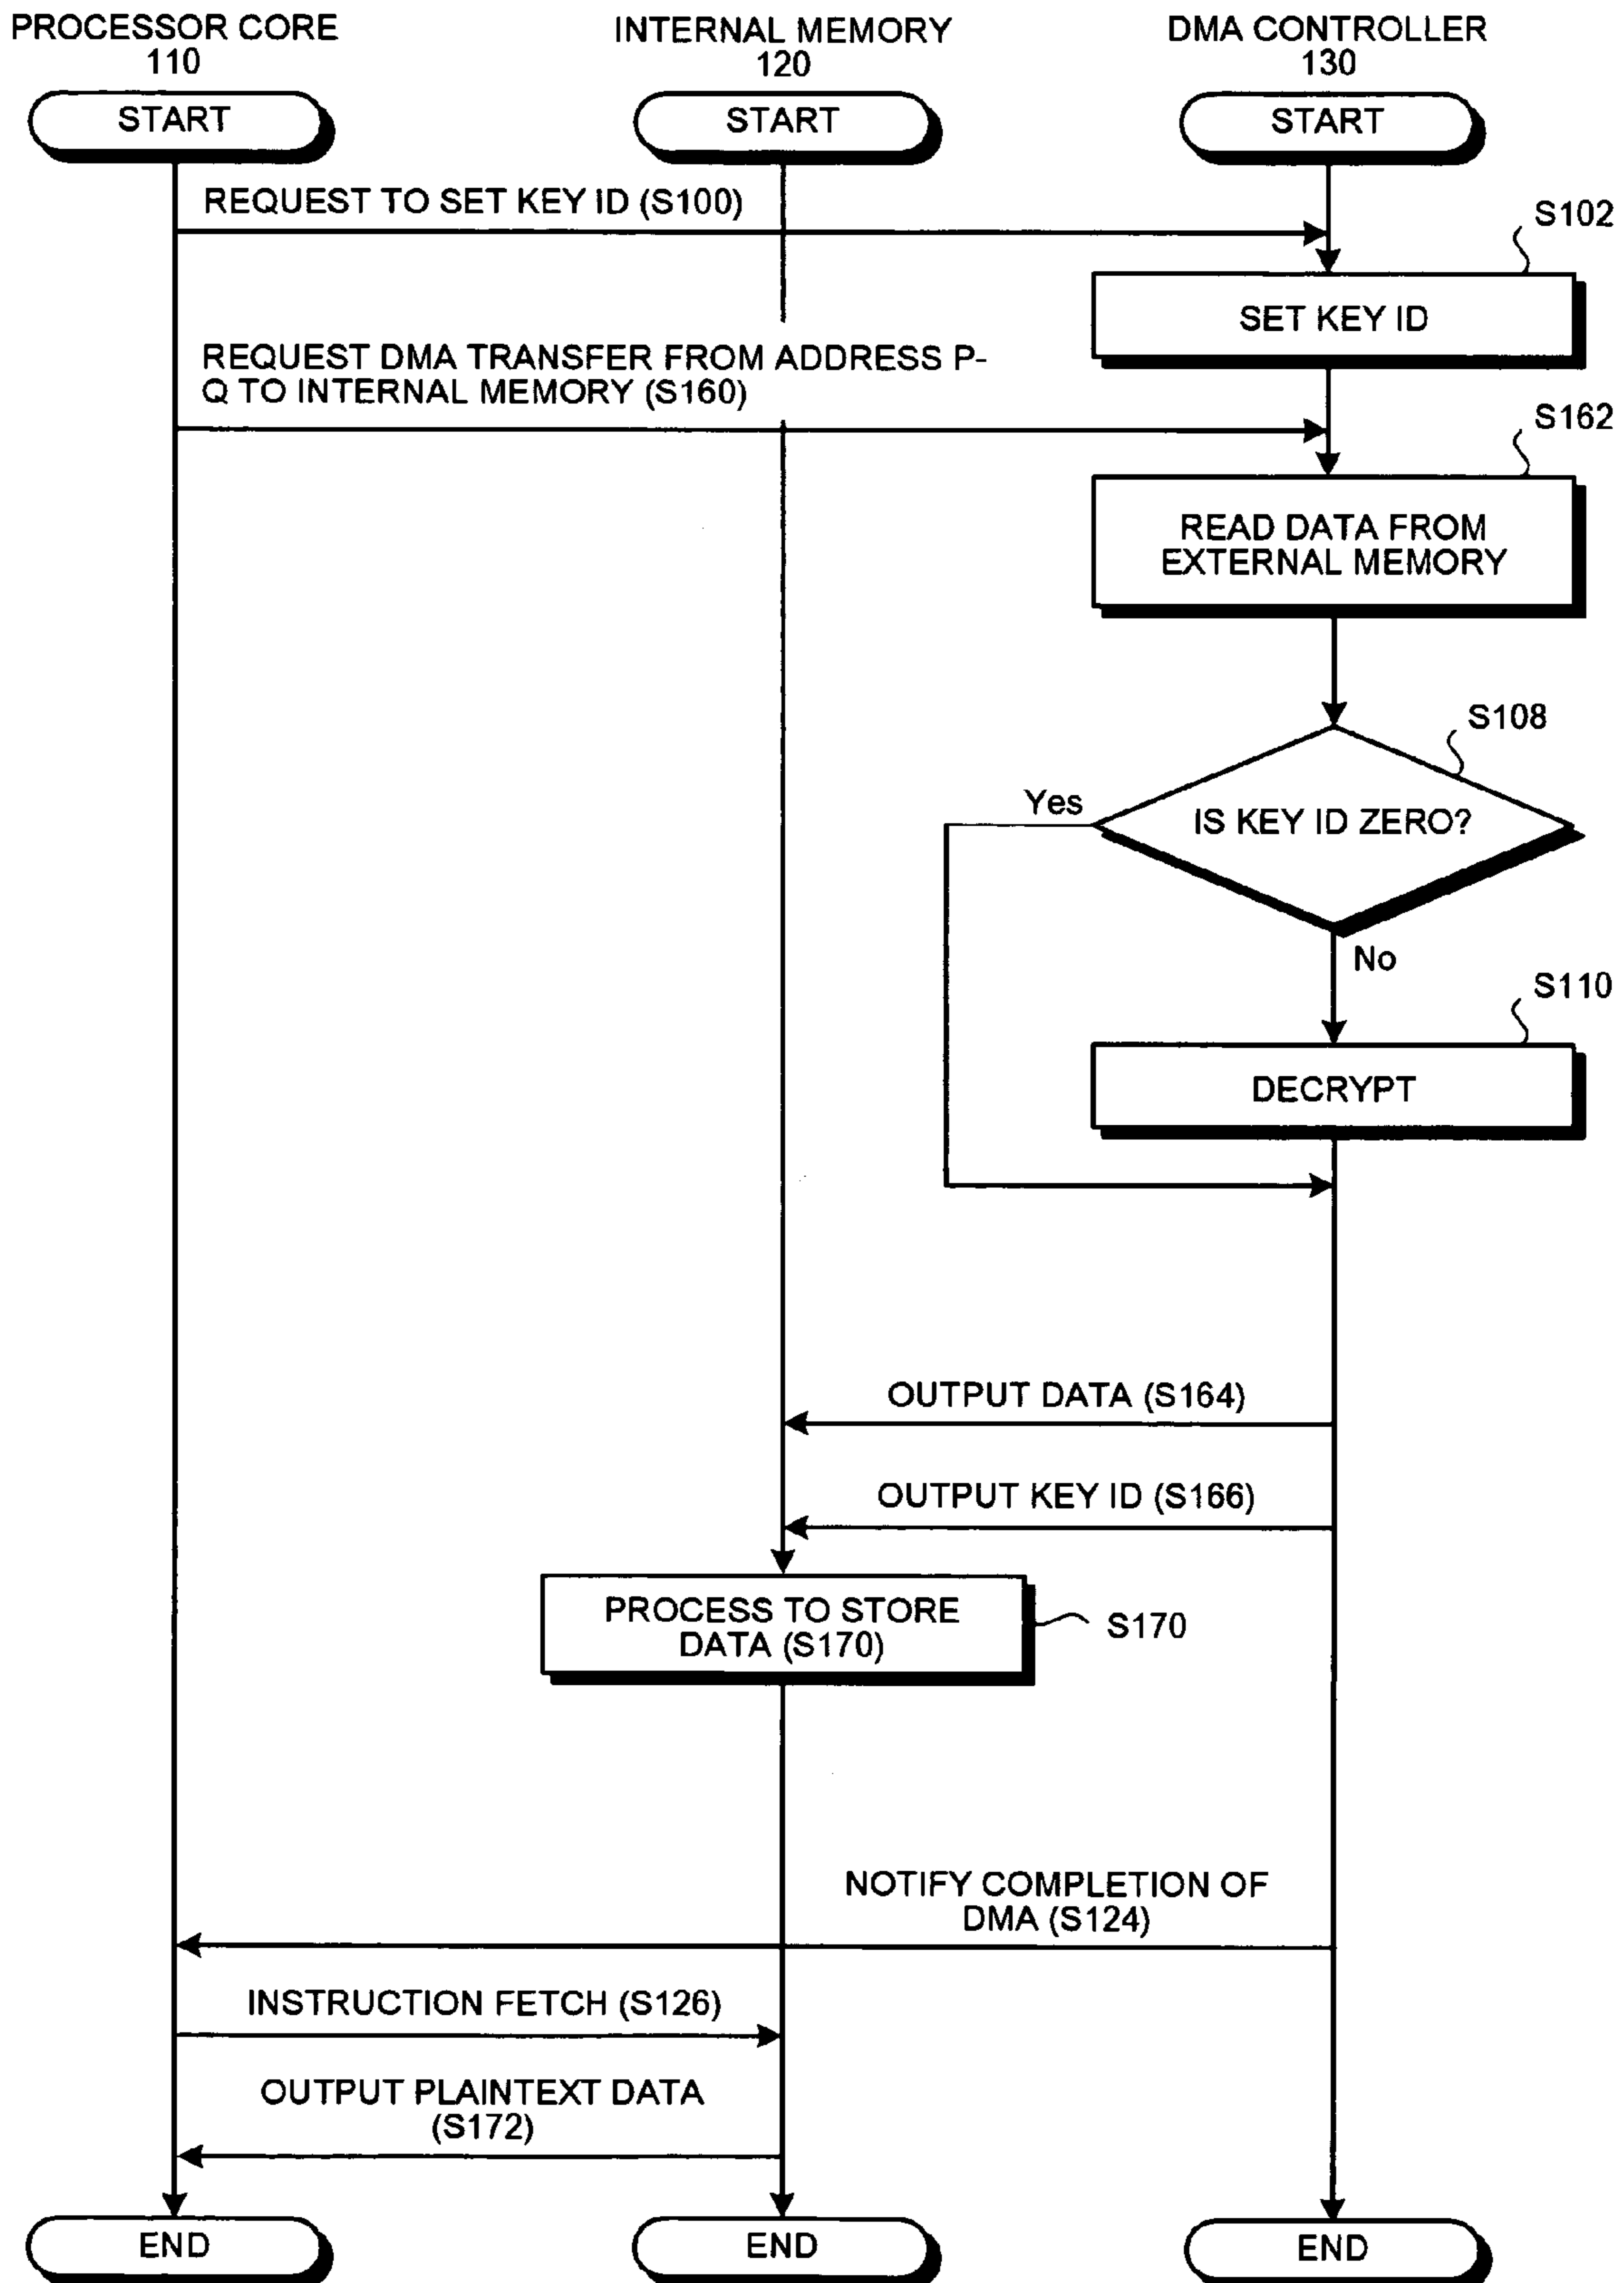 PROCESSOR CORE
110
INTERNAL MEMORY
120
DMA CONTROLLER
130
START
START
START
REQUEST TO SET KEY ID (S100)
S102
SET KEY ID
REQUEST DMA TRANSFER FROM ADDRESS P-
Q TO INTERNAL MEMORY (S160)
S162
READ DATA FROM
EXTERNAL MEMORY
S108
Yes
IS KEY ID ZERO?
No
S110
DECRYPT
OUTPUT DATA (S164)
OUTPUT KEY ID (S166)
PROCESS TO STORE
DATA (S170)
S170
NOTIFY COMPLETION OF
DMA (S124)
INSTRUCTION FETCH (S126)
OUTPUT PLAINTEXT DATA
(S172)
END
END
END